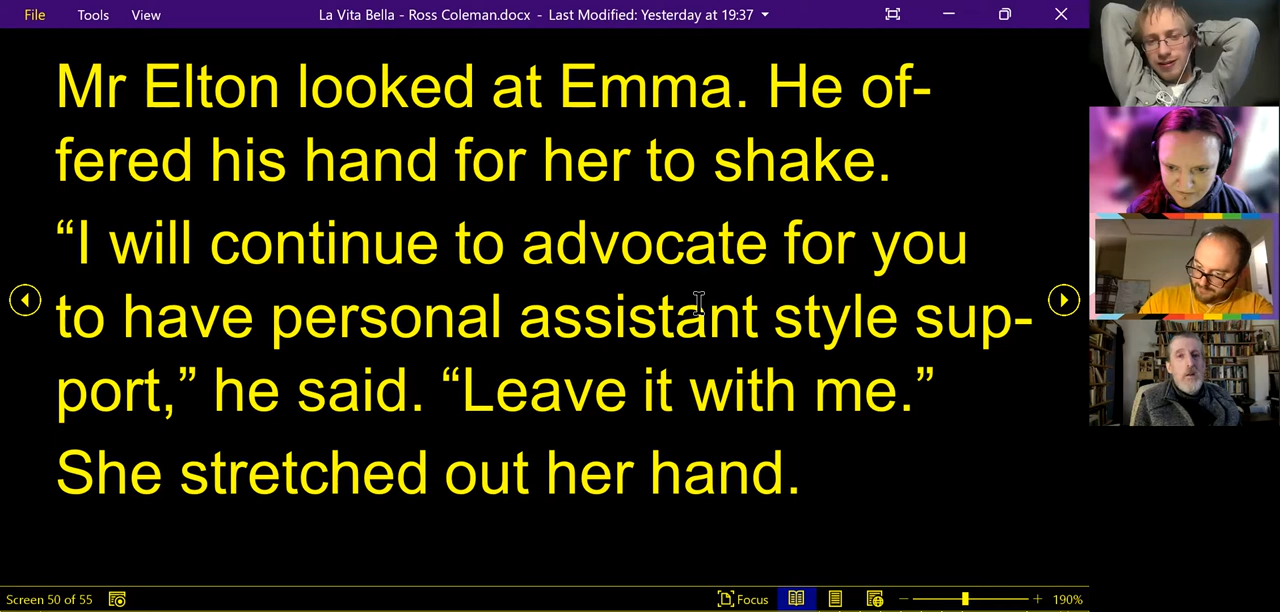 File Tools View La Vita Bella - Ross Coleman.docx - Last Modified: Yesterday at 19:37
Mr Elton looked at Emma. He of-
fered his hand for her to shake.
“I will continue to advocate for you
to have personal assistant style sup-
port,” he said. “Leave it with me.”
She stretched out her hand.
Screen 50 of 55 Focus 190%